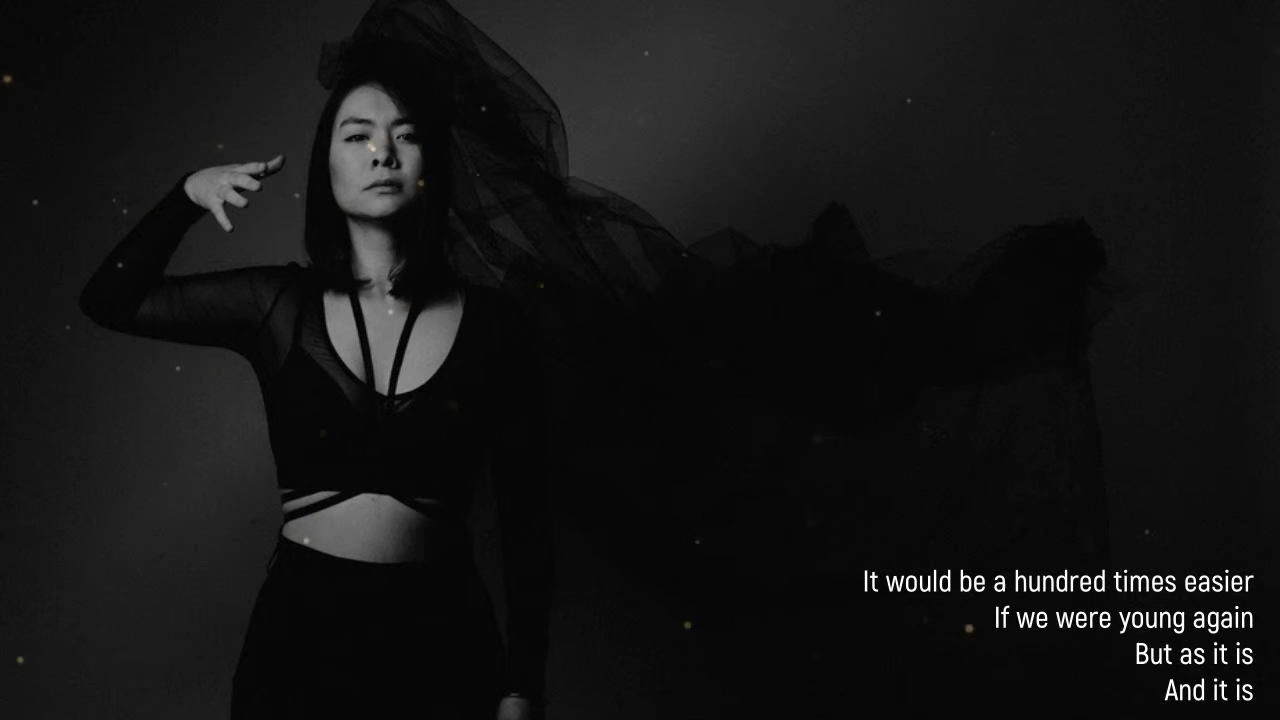 It would be a hundred times easier
If we were young again
But as it is
And it is